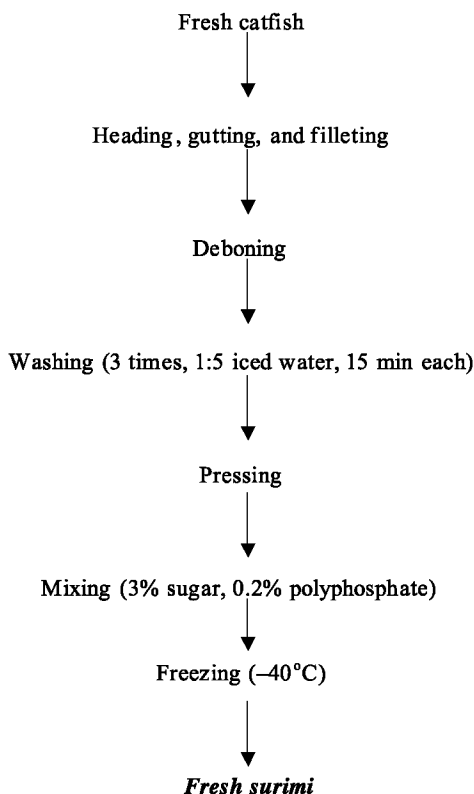 Fresh catfish
Heading, gutting, and filleting
Deboning
Washing (3 times, 1:5 iced water, 15 min each)
Pressing
Mixing (3% sugar, 0.2% polyphosphate)
Freezing (–40°C)
Fresh surimi